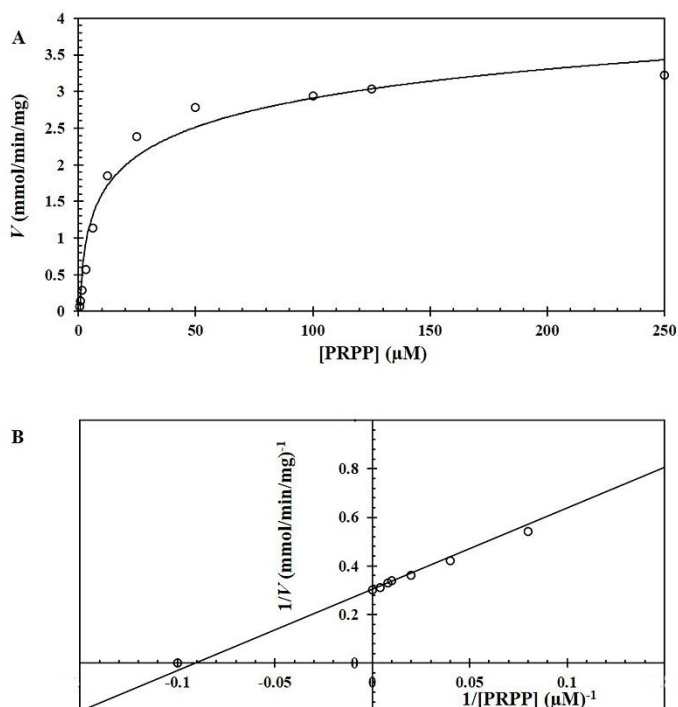 A
4
3.5
3
2.5
2
1.5
1
0.5
0
V (mmol/min/mg)
0 50 100 150 200 250
[PRPP] (µM)
B
1/V (mmol/min/mg)-1
0.8
0.6
0.4
0.2
0
-0.1 -0.05 0 0.05 0.1
1/[PRPP] (µM)-1